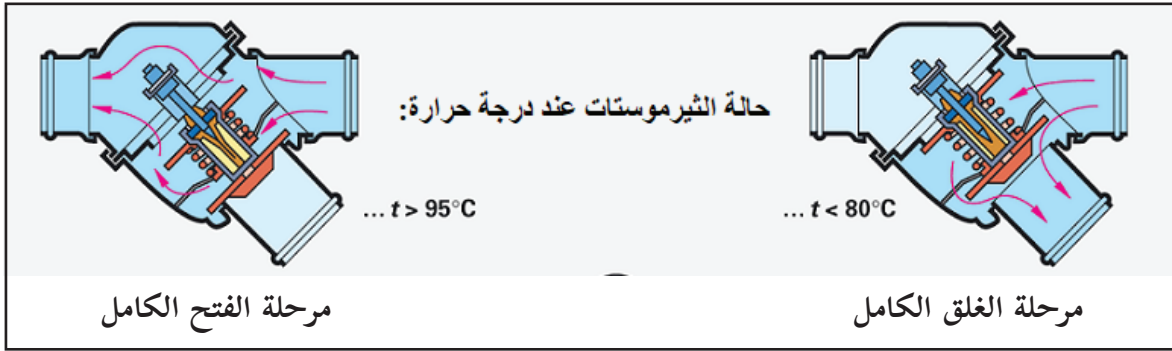 حالة الثيرموستات عند درجة حرارة:
... t < 80°C
... t > 95°C
مرحلة الغلق الكامل
مرحلة الفتح الكامل